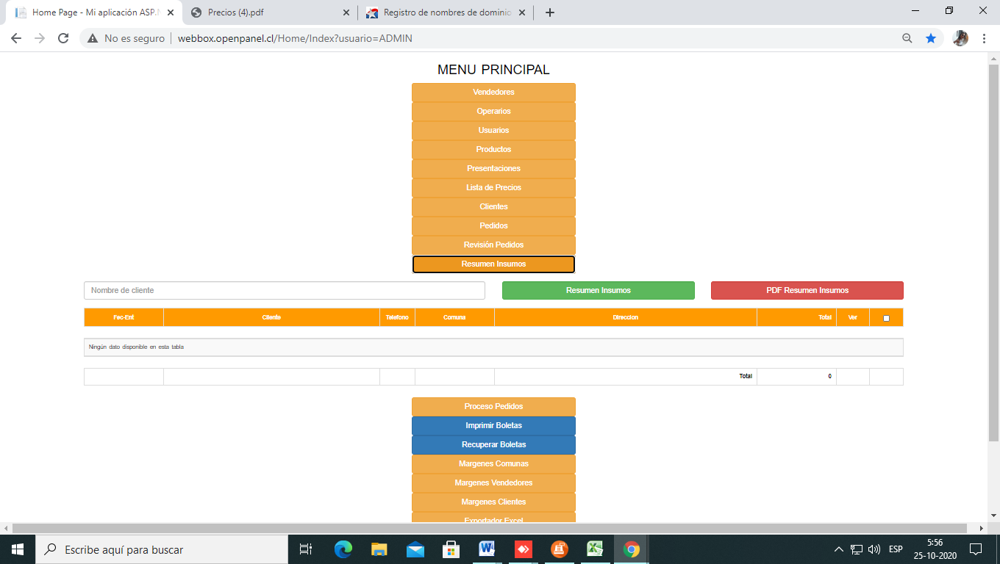 Home Page - Mi aplicación ASP.N
Precios (4).pdf
Registro de nombres de dominio
No es seguro
webbox.openpanel.cl/Home/Index?usuario=ADMIN
MENU PRINCIPAL
Vendedores
Operarios
Usuarios
Productos
Presentaciones
Lista de Precios
Clientes
Pedidos
Revisión Pedidos
Resumen Insumos
Nombre de cliente
Resumen Insumos
PDF Resumen Insumos
Fec-Ent Cliente Telefono Comuna Direccion Total Ver
Ningún dato disponible en esta tabla
Total 0
Proceso Pedidos
Imprimir Boletas
Recuperar Boletas
Margenes Comunas
Margenes Vendedores
Margenes Clientes
Exportador Excel
Escribe aquí para buscar
ESP
5:56
25-10-2020